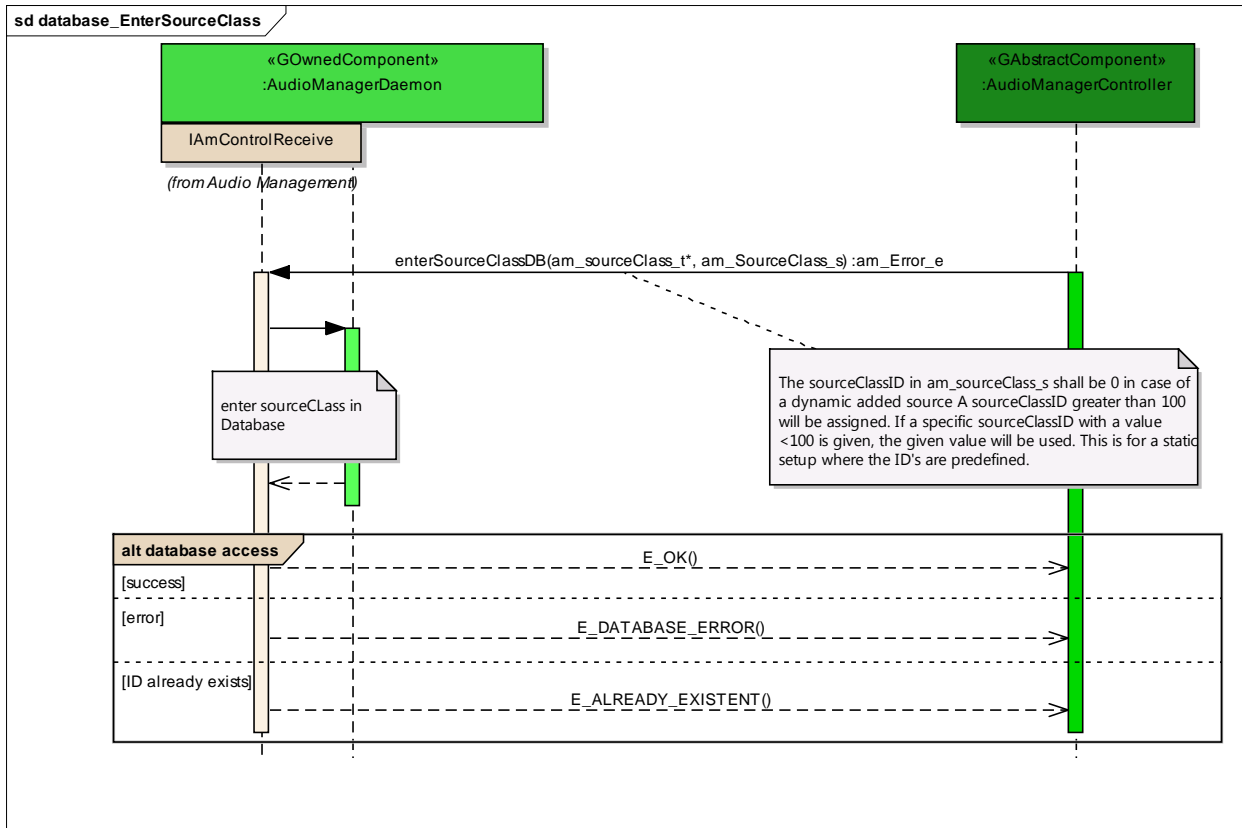 sd database_EnterSourceClass
«GOwnedComponent»
:AudioManagerDaemon
«GAbstractComponent»
:AudioManagerController
IAmControlReceive
(from Audio Management)
enterSourceClassDB(am_sourceClass_t*, am_SourceClass_s) :am_Error_e
The sourceClassID in am_sourceClass_s shall be 0 in case of
a dynamic added source A sourceClassID greater than 100
will be assigned. If a specific sourceClassID with a value
<100 is given, the given value will be used. This is for a static
setup where the ID's are predefined.
enter sourceCLass in
Database
alt database access
E_OK()
[success]
[error]
E_DATABASE_ERROR()
[ID already exists]
E_ALREADY_EXISTENT()